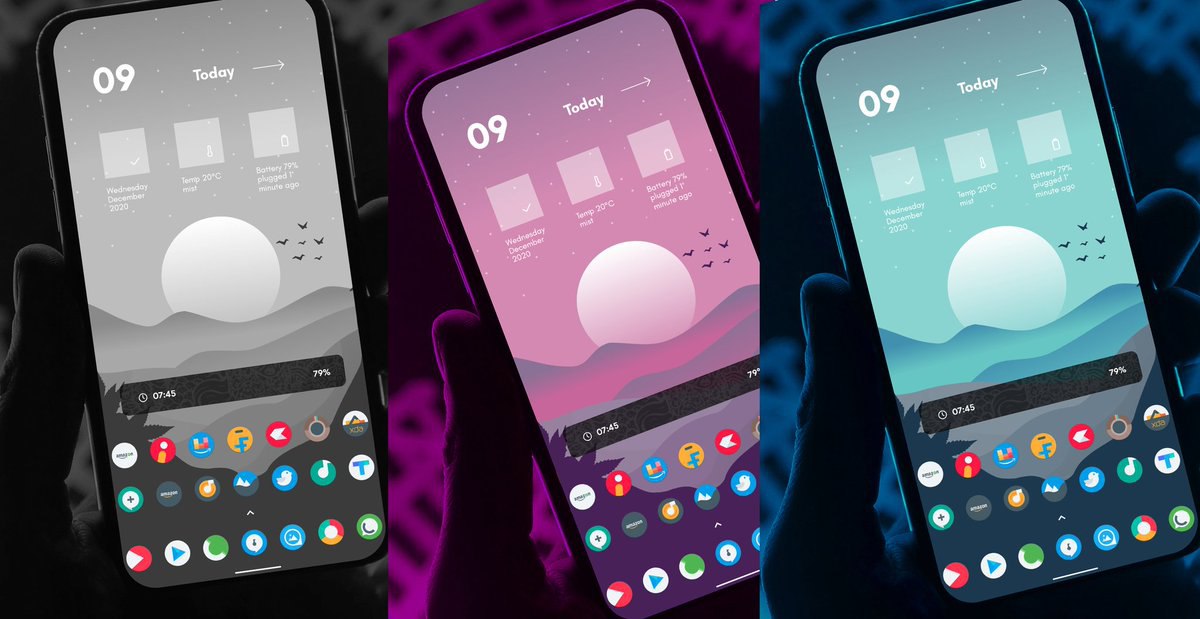 09
Today
Wednesday
December
2020
Temp 20°C
mist
Battery 79%
plugged 1'
minute ago
07:45
79%
amazon
xda
amazon
09
Today
Wednesday
December
2020
Temp 20°C
mist
Battery 79%
plugged 1'
minute ago
07:45
79%
amazon
amazon
09
Today
Wednesday
December
2020
Temp 20°C
mist
Battery 79%
plugged 1'
minute ago
07:45
79%
amazon
xda
amazon